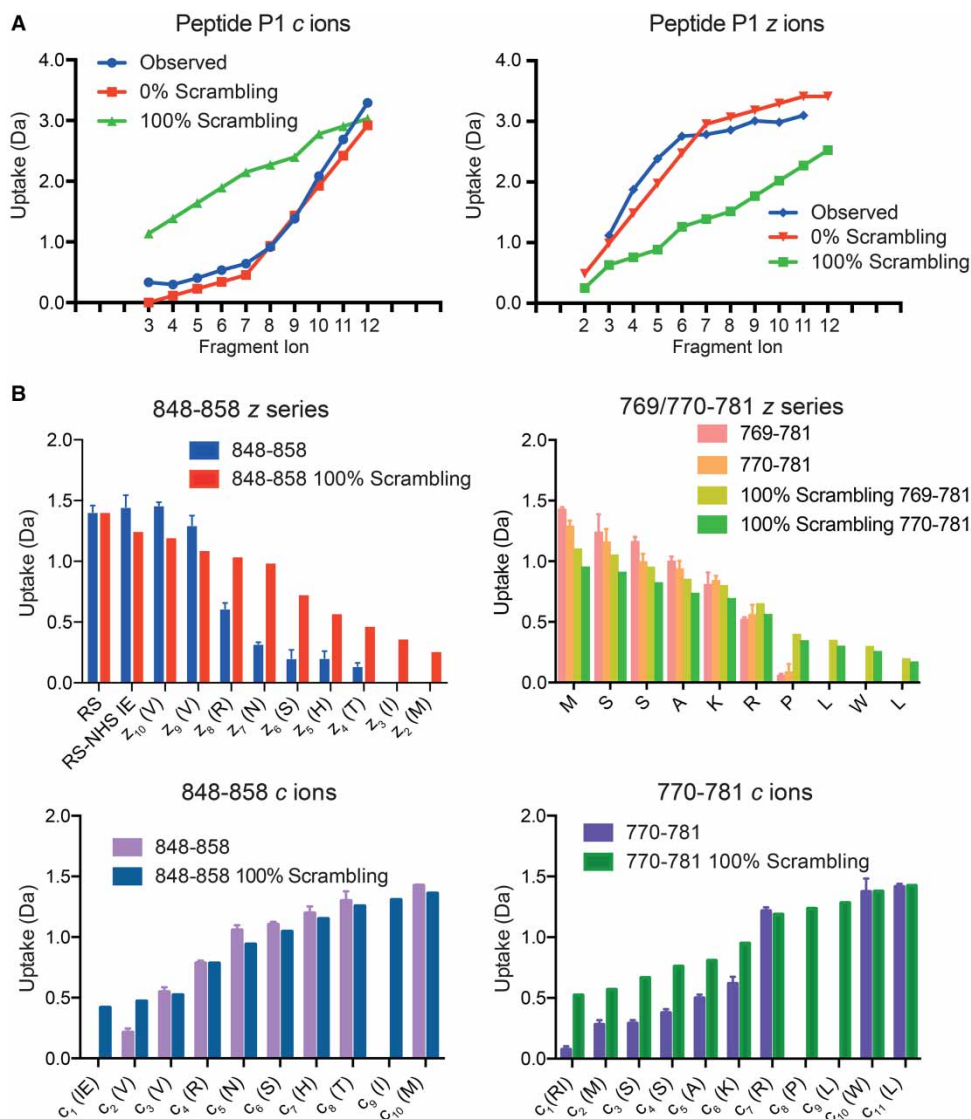 A
Peptide P1 c ions
Uptake (Da)
4.0
3.0
2.0
1.0
0.0
Observed
0% Scrambling
100% Scrambling
3 4 5 6 7 8 9 10 11 12
Fragment Ion
Peptide P1 z ions
Uptake (Da)
4.0
3.0
2.0
1.0
0.0
Observed
0% Scrambling
100% Scrambling
2 3 4 5 6 7 8 9 10 11 12
Fragment Ion
B
848-858 z series
Uptake (Da)
2.0
1.5
1.0
0.5
0.0
848-858
848-858 100% Scrambling
RS
RS-NHS IE
z10 (V)
z9 (V)
z8 (R)
z7 (N)
z6 (S)
z5 (H)
z4 (T)
z3 (I)
z2 (M)
769/770-781 z series
Uptake (Da)
2.0
1.5
1.0
0.5
0.0
769-781
770-781
100% Scrambling 769-781
100% Scrambling 770-781
M S S A K R P L W L
848-858 c ions
Uptake (Da)
2.0
1.5
1.0
0.5
0.0
848-858
848-858 100% Scrambling
c1 (IE)
c2 (V)
c3 (V)
c4 (R)
c5 (N)
c6 (S)
c7 (H)
c8 (T)
c9 (I)
c10 (M)
770-781 c ions
Uptake (Da)
2.0
1.5
1.0
0.5
0.0
770-781
770-781 100% Scrambling
c1 (RI)
c2 (M)
c3 (S)
c4 (S)
c5 (A)
c6 (K)
c7 (R)
c8 (P)
c9 (L)
c10 (W)
c11 (L)